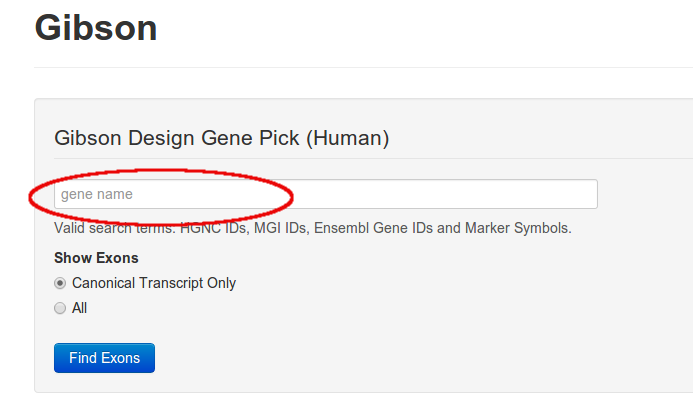 Gibson
Gibson Design Gene Pick (Human)
gene name
Valid search terms: HGNC IDs, MGI IDs, Ensembl Gene IDs and Marker Symbols.
Show Exons
Canonical Transcript Only
All
Find Exons